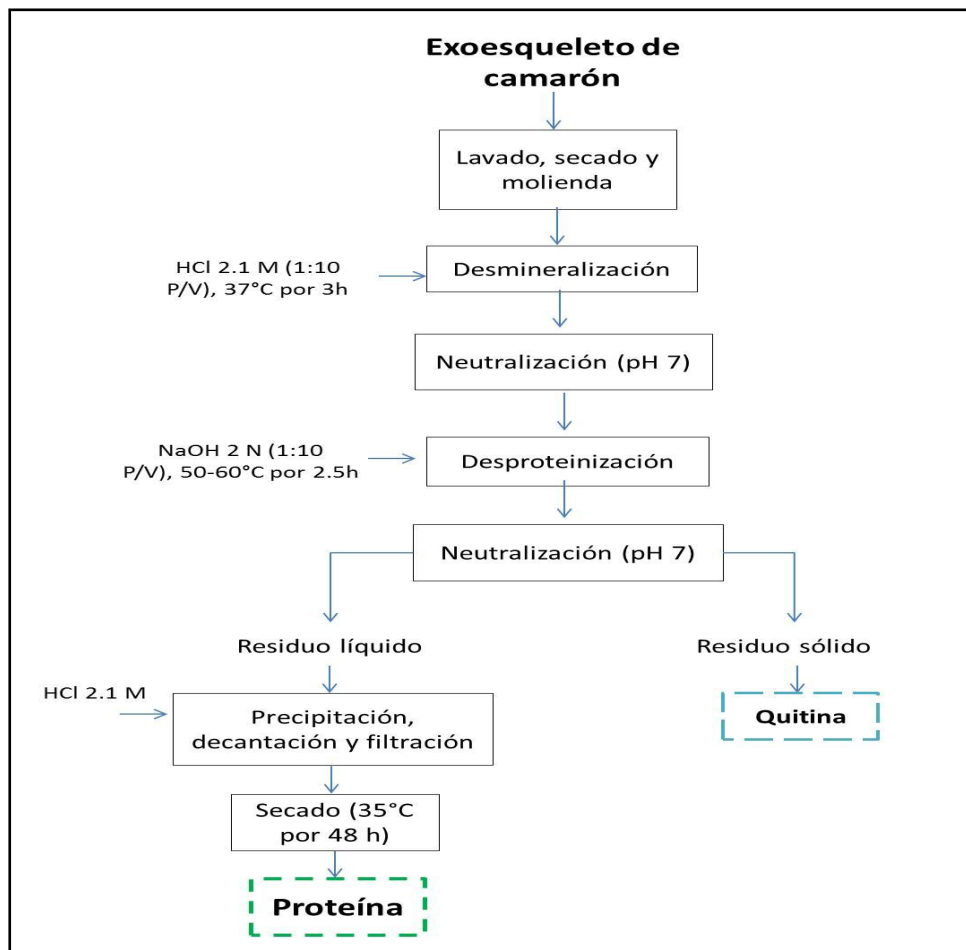 Exoesqueleto de
camarón
Lavado, secado y
molienda
HCl 2.1 M (1:10
P/V), 37°C por 3h
Desmineralización
Neutralización (pH 7)
NaOH 2 N (1:10
P/V), 50-60°C por 2.5h
Desproteinización
Neutralización (pH 7)
Residuo líquido
Residuo sólido
HCl 2.1 M
Precipitación,
decantación y filtración
Quitina
Secado (35°C
por 48 h)
Proteína